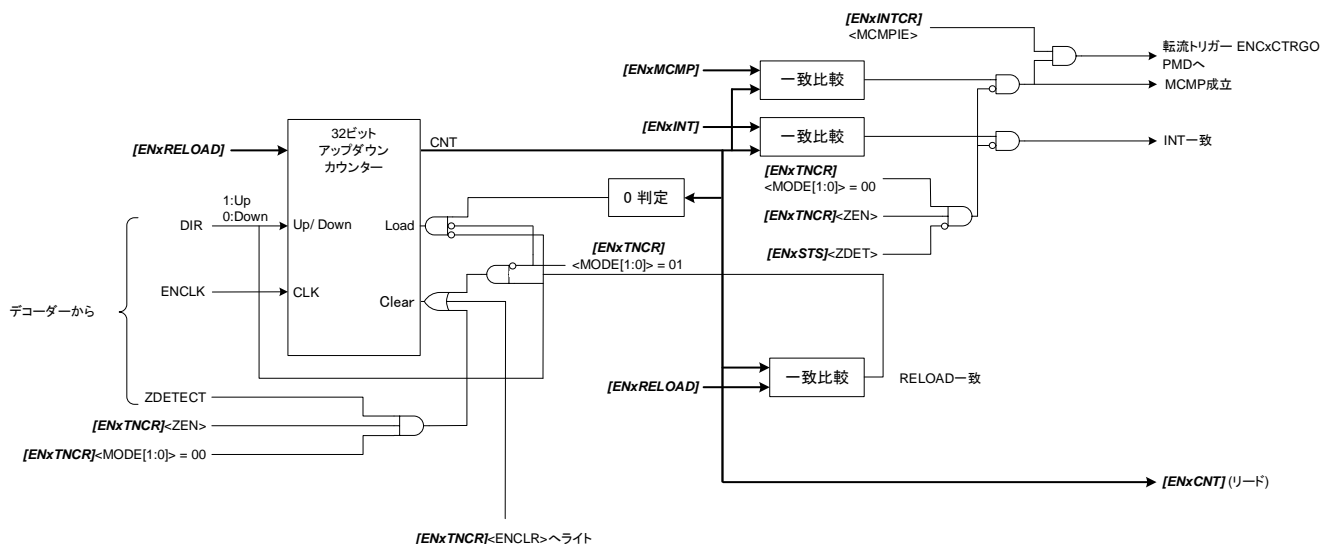 [ENxINTCR]
<MCMPIE>
転流トリガー ENCxCTRGO
PMDへ
[ENxMCMP]
一致比較
MCMP成立
[ENxINT]
一致比較
INT一致
32ビット
アップダウン
カウンター
CNT
[ENxRELOAD]
[ENxTNCR]
<MODE[1:0]> = 00
0 判定
1:Up
0:Down
DIR
Up/ Down
Load
[ENxTNCR]<ZEN>
[ENxSTS]<ZDET>
[ENxTNCR]
<MODE[1:0]> = 01
ENCLK
CLK
Clear
デコーダーから
一致比較
[ENxRELOAD]
RELOAD一致
ZDETECT
[ENxTNCR]<ZEN>
[ENxTNCR]<MODE[1:0]> = 00
[ENxCNT] (リード)
[ENxTNCR]<ENCLR>へライト